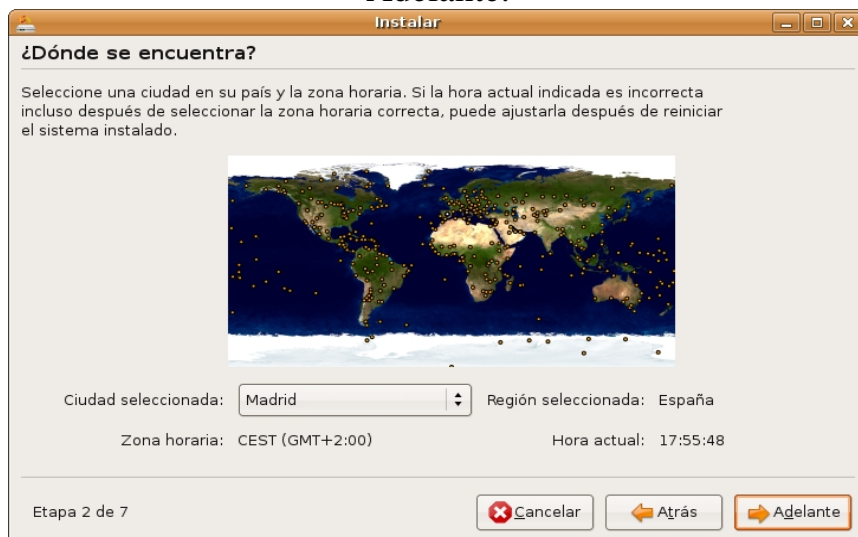 Adelante.
Instalar
¿Dónde se encuentra?
Seleccione una ciudad en su país y la zona horaria. Si la hora actual indicada es incorrecta
incluso después de seleccionar la zona horaria correcta, puede ajustarla después de reiniciar
el sistema instalado.
Ciudad seleccionada: Madrid Región seleccionada: España
Zona horaria: CEST (GMT+2:00) Hora actual: 17:55:48
Etapa 2 de 7 Cancelar Atrás Adelante